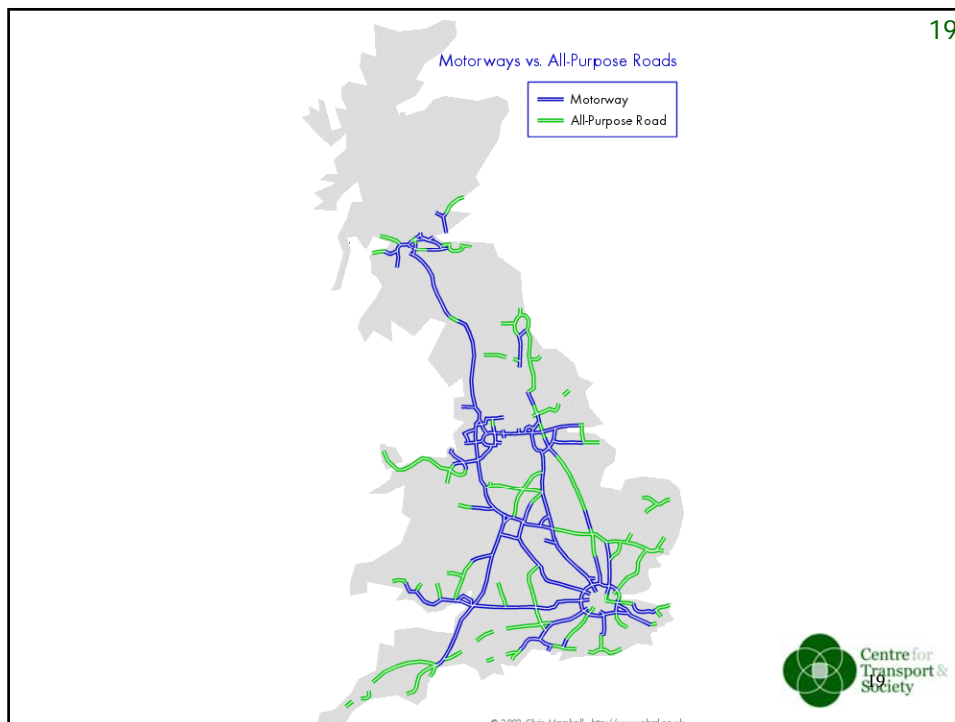 19
Motorways vs. All-Purpose Roads
Motorway
All-Purpose Road
Centre for
Transport &
19
Society